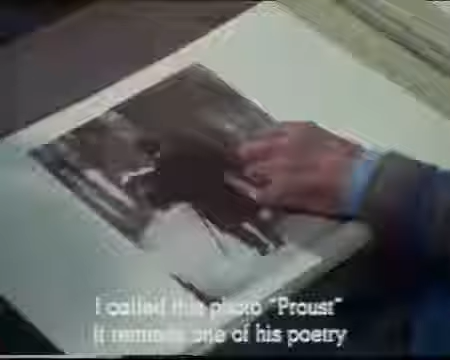 I called this photo "Proust"
It reminds one of his poetry